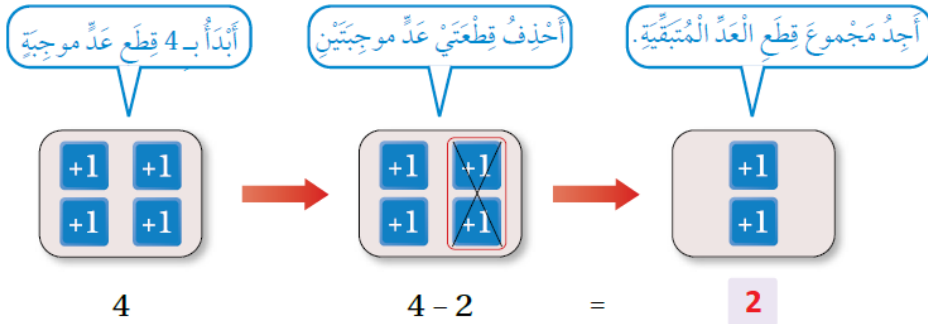 أَبْدَأُ بِـ 4 قِطَعِ عَدٍّ موجِبَةٍ
أَحْذِفُ قِطْعَتَيْ عَدٍّ موجِبَتَيْنِ
أَجِدُ مَجْموعَ قِطَعِ الْعَدِّ الْمُتَبَقِّيَةِ.
+1 +1 +1 +1 +1
+1 +1 +1 +1 +1
4 4 – 2 = 2